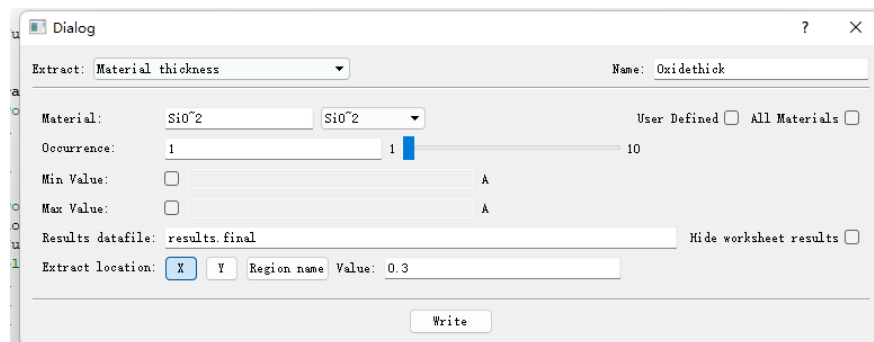 Dialog ? ×
Extract: Material thickness Name: Oxidethick
Material: SiO~2 SiO~2 User Defined All Materials
Occurrence: 1 1 10
Min Value: A
Max Value: A
Results datafile: results.final Hide worksheet results
Extract location: X Y Region name Value: 0.3
Write